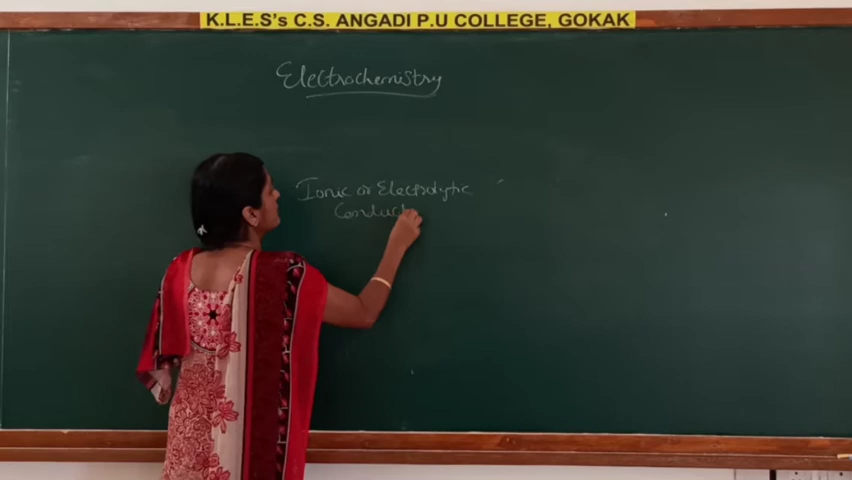 K.L.E.S's C.S. ANGADI P.U COLLEGE, GOKAK
Electrochemistry
Ionic or Electrolytic
Conduct